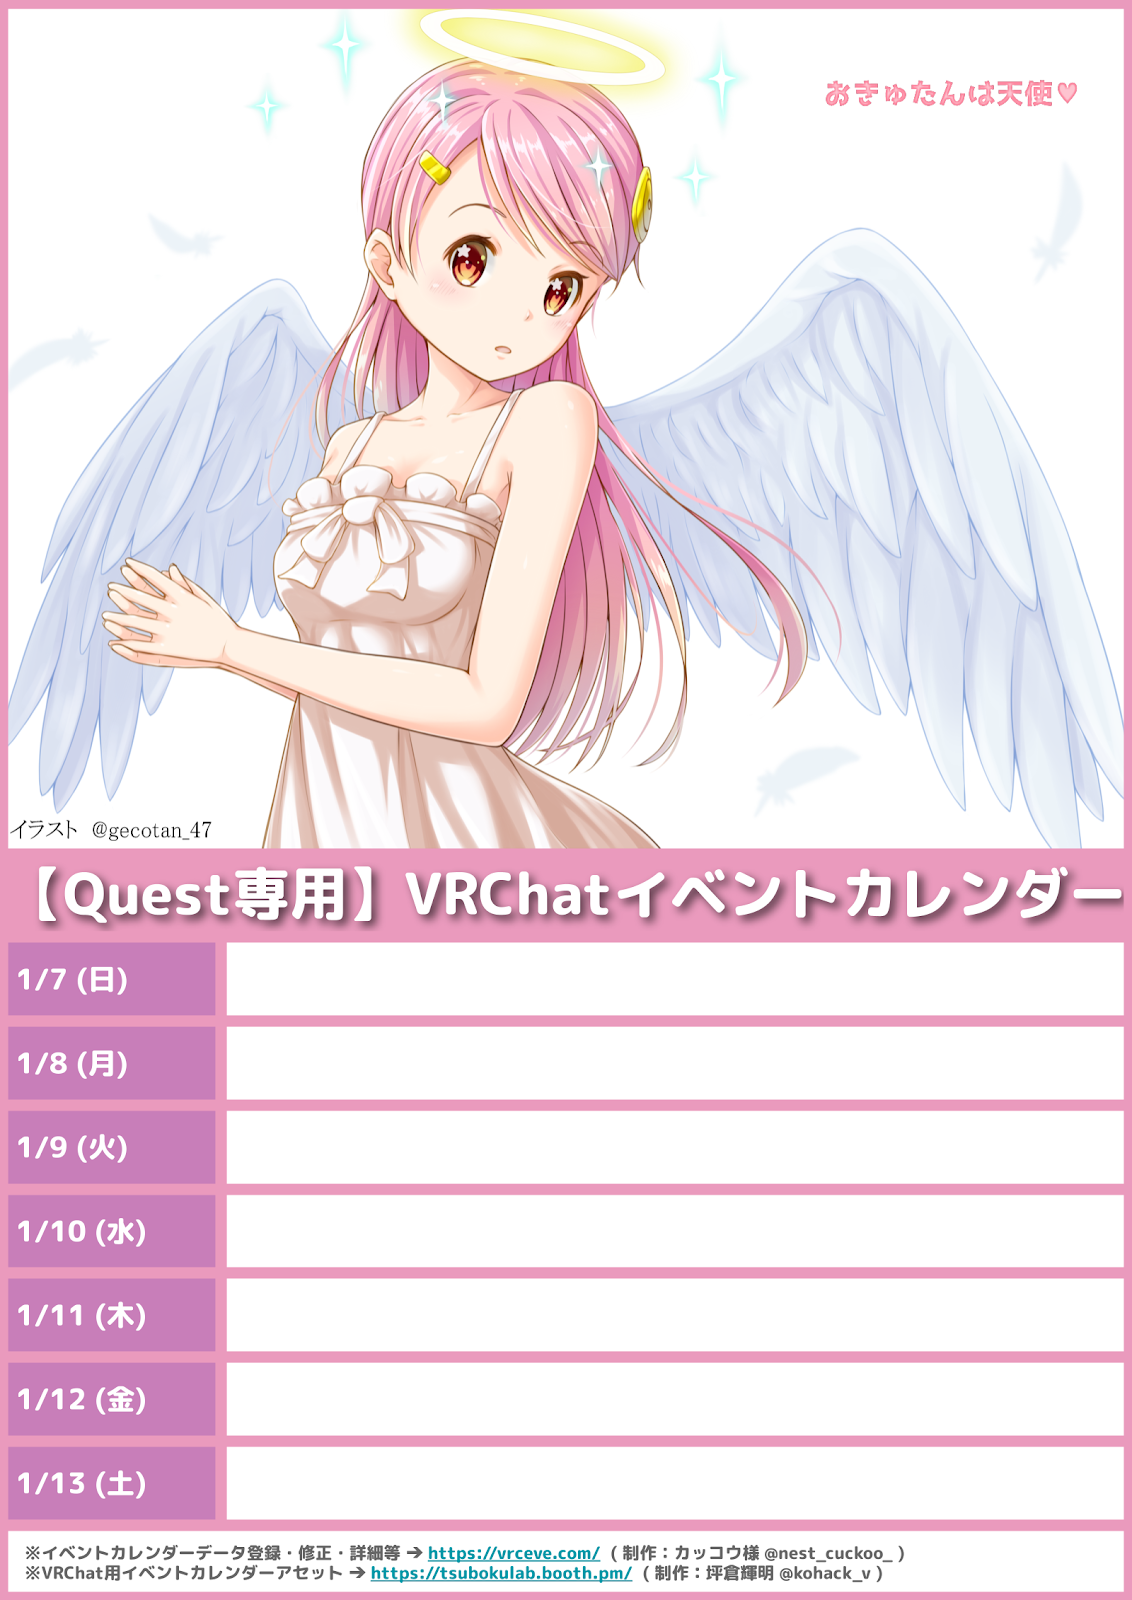 おきゅたんは天使♥
イラスト @gecotan_47
【Quest専用】VRChatイベントカレンダー
1/7 (日)
1/8 (月)
1/9 (火)
1/10 (水)
1/11 (木)
1/12 (金)
1/13 (土)
※イベントカレンダーデータ登録・修正・詳細等 ➔ https://vrceve.com/ ( 制作：カッコウ様 @nest_cuckoo_ )
※VRChat用イベントカレンダーアセット ➔ https://tsubokulab.booth.pm/ ( 制作：坪倉輝明 @kohack_v )